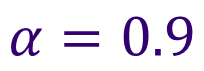 α = 0.9